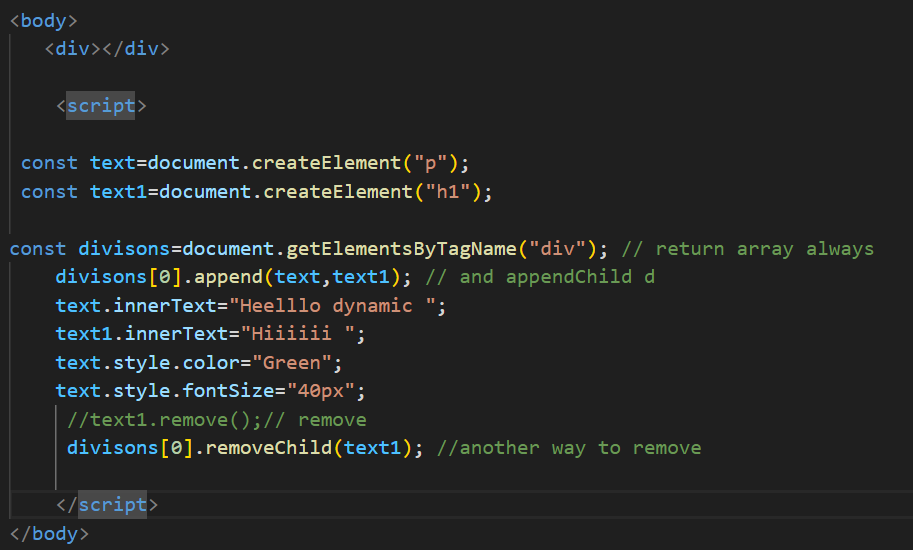 <body>
<div></div>
<script>
const text=document.createElement("p");
const text1=document.createElement("h1");
const divisons=document.getElementsByTagName("div"); // return array always
divisons[0].append(text,text1); // and appendChild d
text.innerText="Heelllo dynamic ";
text1.innerText="Hiiiiii ";
text.style.color="Green";
text.style.fontSize="40px";
//text1.remove();// remove
divisons[0].removeChild(text1); //another way to remove
</script>
</body>